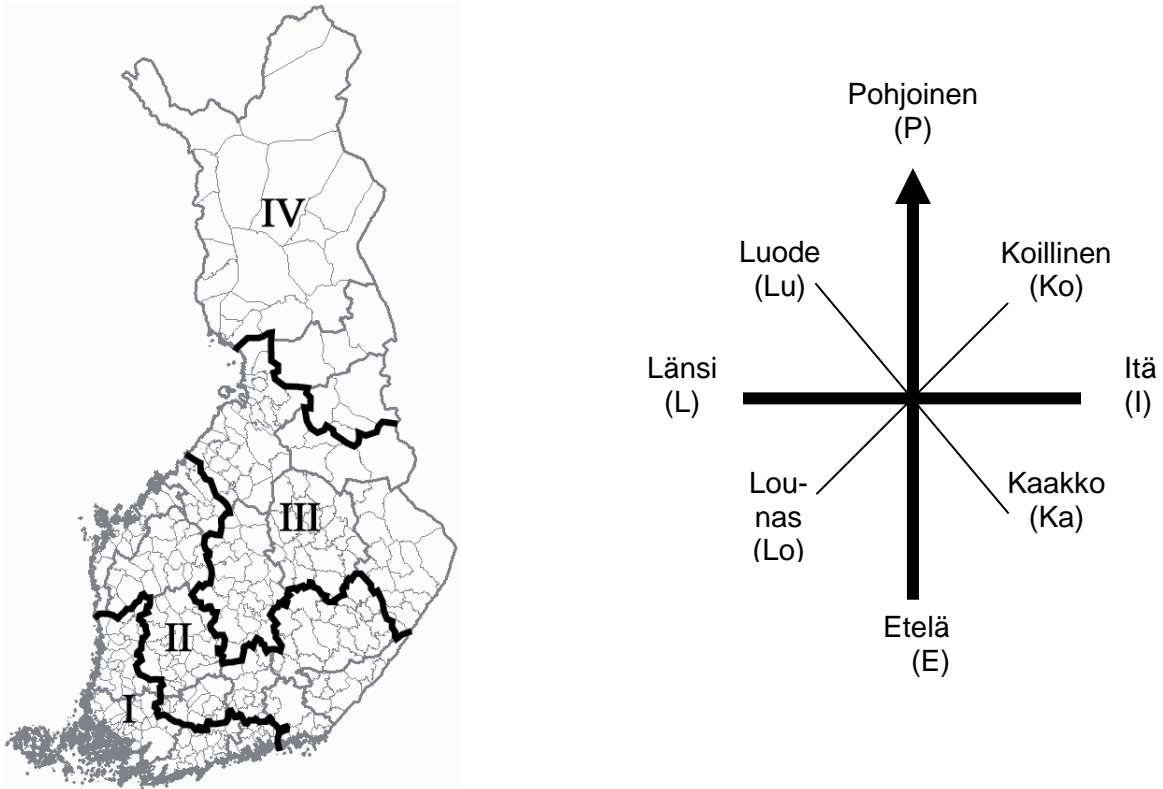 IV
III
II
I
Pohjoinen
(P)
Luode
(Lu)
Koillinen
(Ko)
Länsi
(L)
Itä
(I)
Lou-
nas
(Lo)
Kaakko
(Ka)
Etelä
(E)